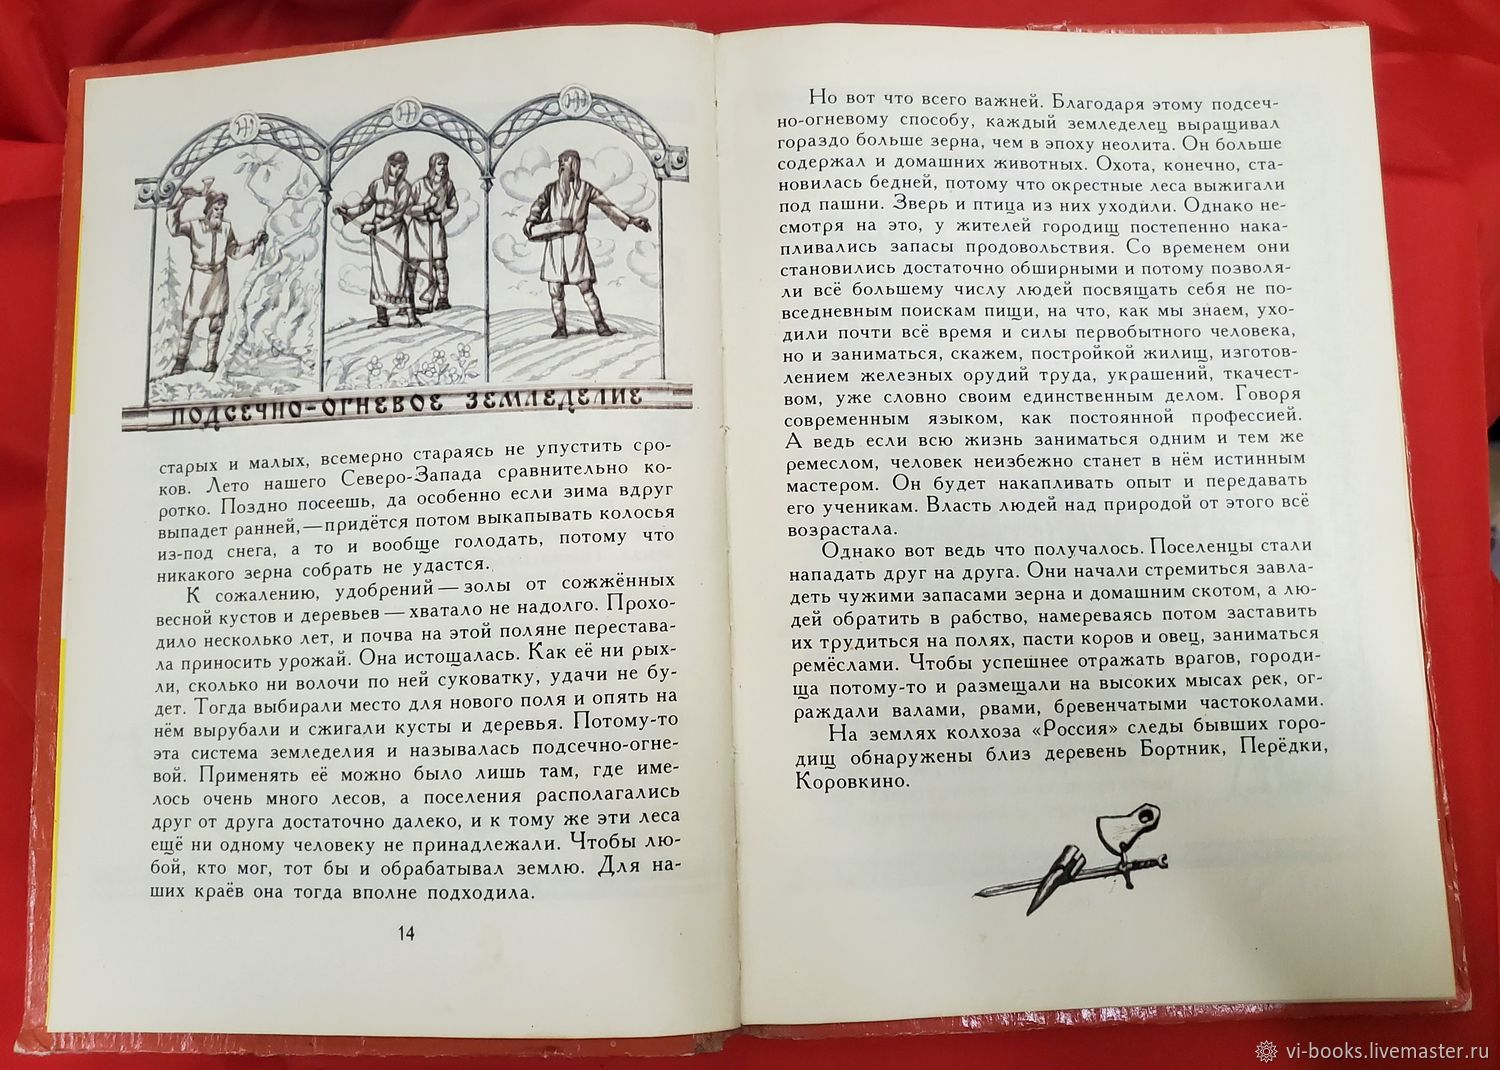 ПОДСЕЧНО-ОГНЕВОЕ ЗЕМЛЕДЕЛИЕ
старых и малых, всемерно стараясь не упустить сро-
ков. Лето нашего Северо-Запада сравнительно ко-
ротко. Поздно посеешь, да особенно если зима вдруг
выпадет ранней,—придётся потом выкапывать колосья
из-под снега, а то и вообще голодать, потому что
никакого зерна собрать не удастся.
К сожалению, удобрений—золы от сожжённых
весной кустов и деревьев—хватало не надолго. Прохо-
дило несколько лет, и почва на этой поляне перестава-
ла приносить урожай. Она истощалась. Как её ни рых-
ли, сколько ни волочи по ней суковатку, удачи не бу-
дет. Тогда выбирали место для нового поля и опять на
нём вырубали и сжигали кусты и деревья. Потому-то
эта система земледелия и называлась подсечно-огне-
вой. Применять её можно было лишь там, где име-
лось очень много лесов, а поселения располагались
друг от друга достаточно далеко, и к тому же эти леса
ещё ни одному человеку не принадлежали. Чтобы лю-
бой, кто мог, тот бы и обрабатывал землю. Для на-
ших краёв она тогда вполне подходила.
14
Но вот что всего важней. Благодаря этому подсеч-
но-огневому способу, каждый земледелец выращивал
гораздо больше зерна, чем в эпоху неолита. Он больше
содержал и домашних животных. Охота, конечно, ста-
новилась бедней, потому что окрестные леса выжигали
под пашни. Зверь и птица из них уходили. Однако не-
смотря на это, у жителей городищ постепенно нака-
пливались запасы продовольствия. Со временем они
становились достаточно обширными и потому позволя-
ли всё большему числу людей посвящать себя не по-
вседневным поискам пищи, на что, как мы знаем, ухо-
дили почти всё время и силы первобытного человека,
но и заниматься, скажем, постройкой жилищ, изготов-
лением железных орудий труда, украшений, ткачест-
вом, уже словно своим единственным делом. Говоря
современным языком, как постоянной профессией.
А ведь если всю жизнь заниматься одним и тем же
ремеслом, человек неизбежно станет в нём истинным
мастером. Он будет накапливать опыт и передавать
его ученикам. Власть людей над природой от этого всё
возрастала.
Однако вот ведь что получалось. Поселенцы стали
нападать друг на друга. Они начали стремиться завла-
деть чужими запасами зерна и домашним скотом, а лю-
дей обратить в рабство, намереваясь потом заставить
их трудиться на полях, пасти коров и овец, заниматься
ремёслами. Чтобы успешнее отражать врагов, городи-
ща потому-то и размещали на высоких мысах рек, ог-
раждали валами, рвами, бревенчатыми частоколами.
На землях колхоза «Россия» следы бывших горо-
дищ обнаружены близ деревень Бортник, Перёдки,
Коровкино.
vi-books.livemaster.ru